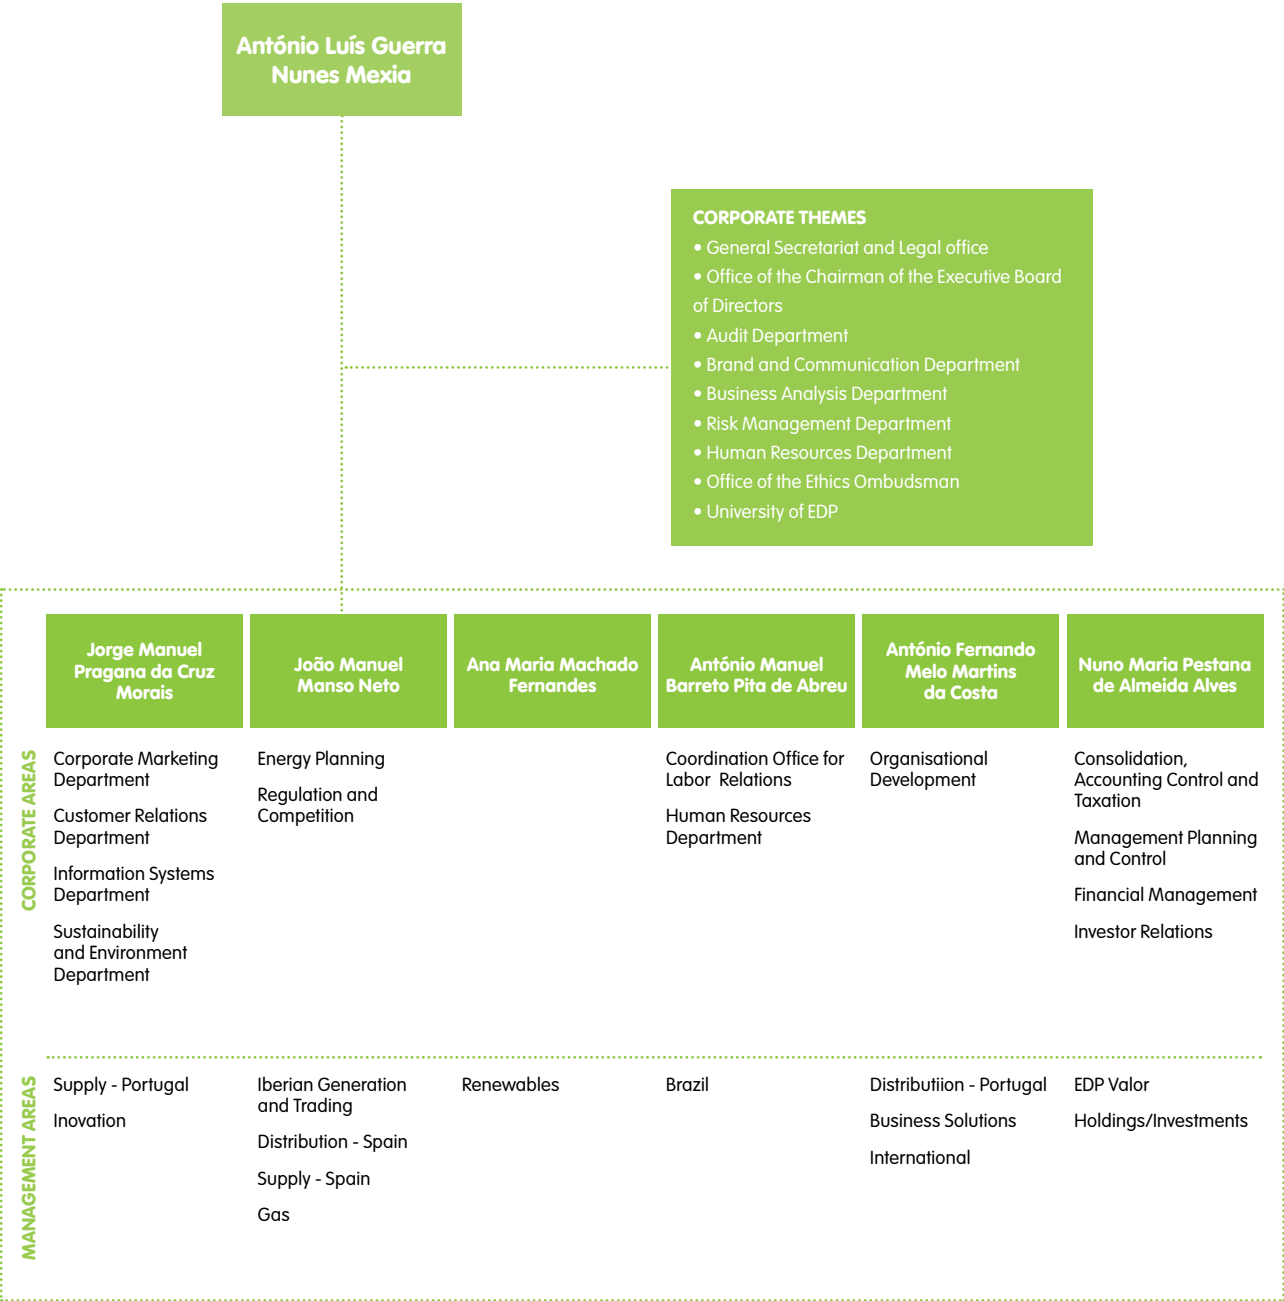 António Luís Guerra
Nunes Mexia
CORPORATE THEMES
• General Secretariat and Legal office
• Office of the Chairman of the Executive Board
of Directors
• Audit Department
• Brand and Communication Department
• Business Analysis Department
• Risk Management Department
• Human Resources Department
• Office of the Ethics Ombudsman
• University of EDP
Jorge Manuel
Pragana da Cruz
Morais
João Manuel
Manso Neto
Ana Maria Machado
Fernandes
António Manuel
Barreto Pita de Abreu
António Fernando
Melo Martins
da Costa
Nuno Maria Pestana
de Almeida Alves
CORPORATE AREAS
Corporate Marketing
Department
Customer Relations
Department
Information Systems
Department
Sustainability
and Environment
Department
Energy Planning
Regulation and
Competition
Coordination Office for
Labor  Relations
Human Resources
Department
Organisational
Development
Consolidation,
Accounting Control and
Taxation
Management Planning
and Control
Financial Management
Investor Relations
MANAGEMENT AREAS
Supply - Portugal
Inovation
Iberian Generation
and Trading
Distribution - Spain
Supply - Spain
Gas
Renewables
Brazil
Distributiion - Portugal
Business Solutions
International
EDP Valor
Holdings/Investments